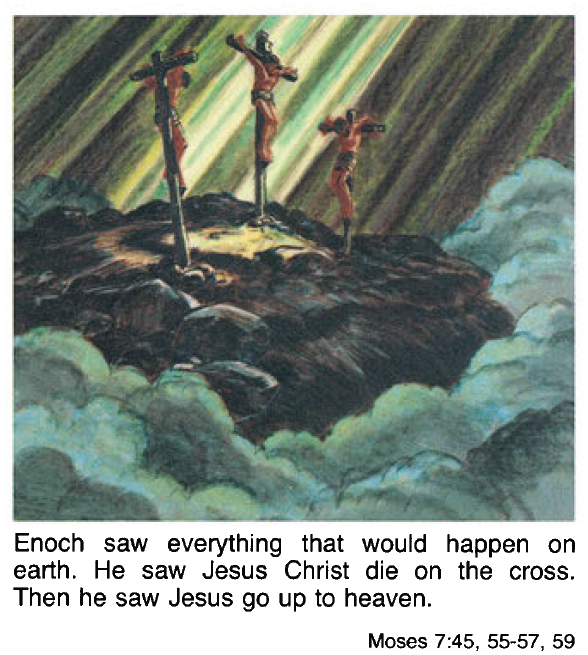 Enoch saw everything that would happen on
earth. He saw Jesus Christ die on the cross.
Then he saw Jesus go up to heaven.
Moses 7:45, 55-57, 59